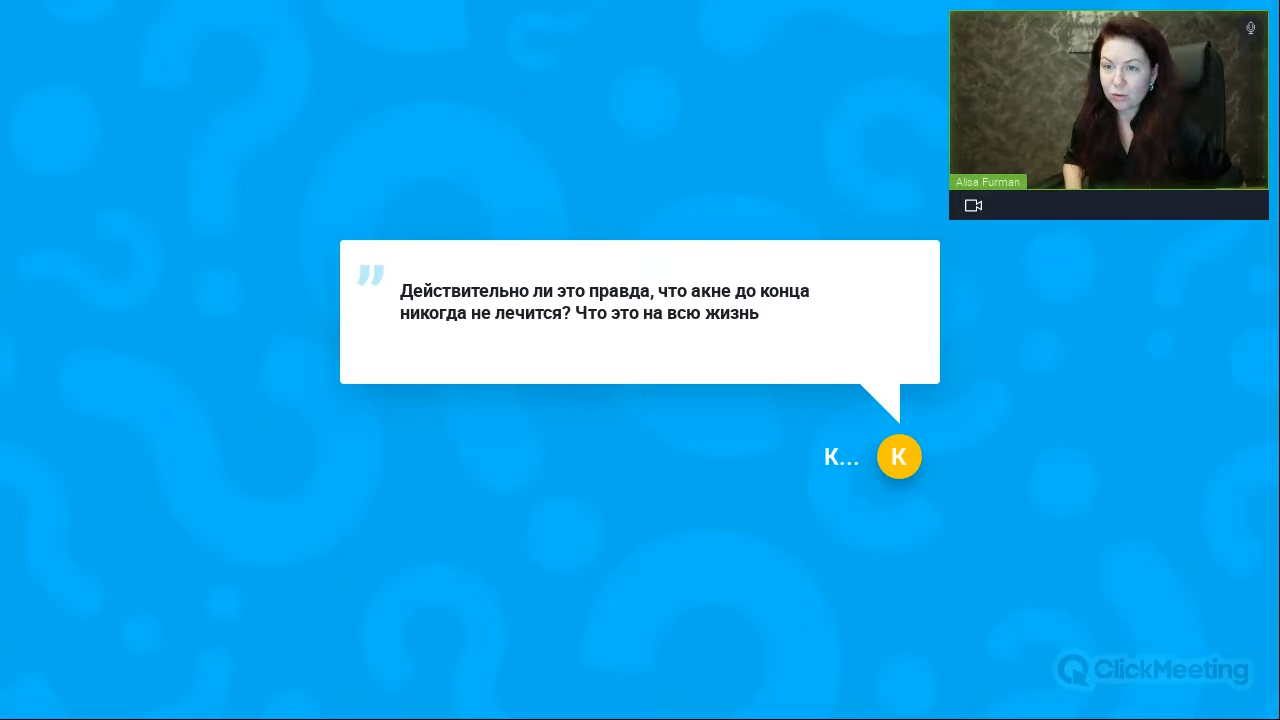 Alisa Furman
Действительно ли это правда, что акне до конца
никогда не лечится? Что это на всю жизнь
К... К
ClickMeeting